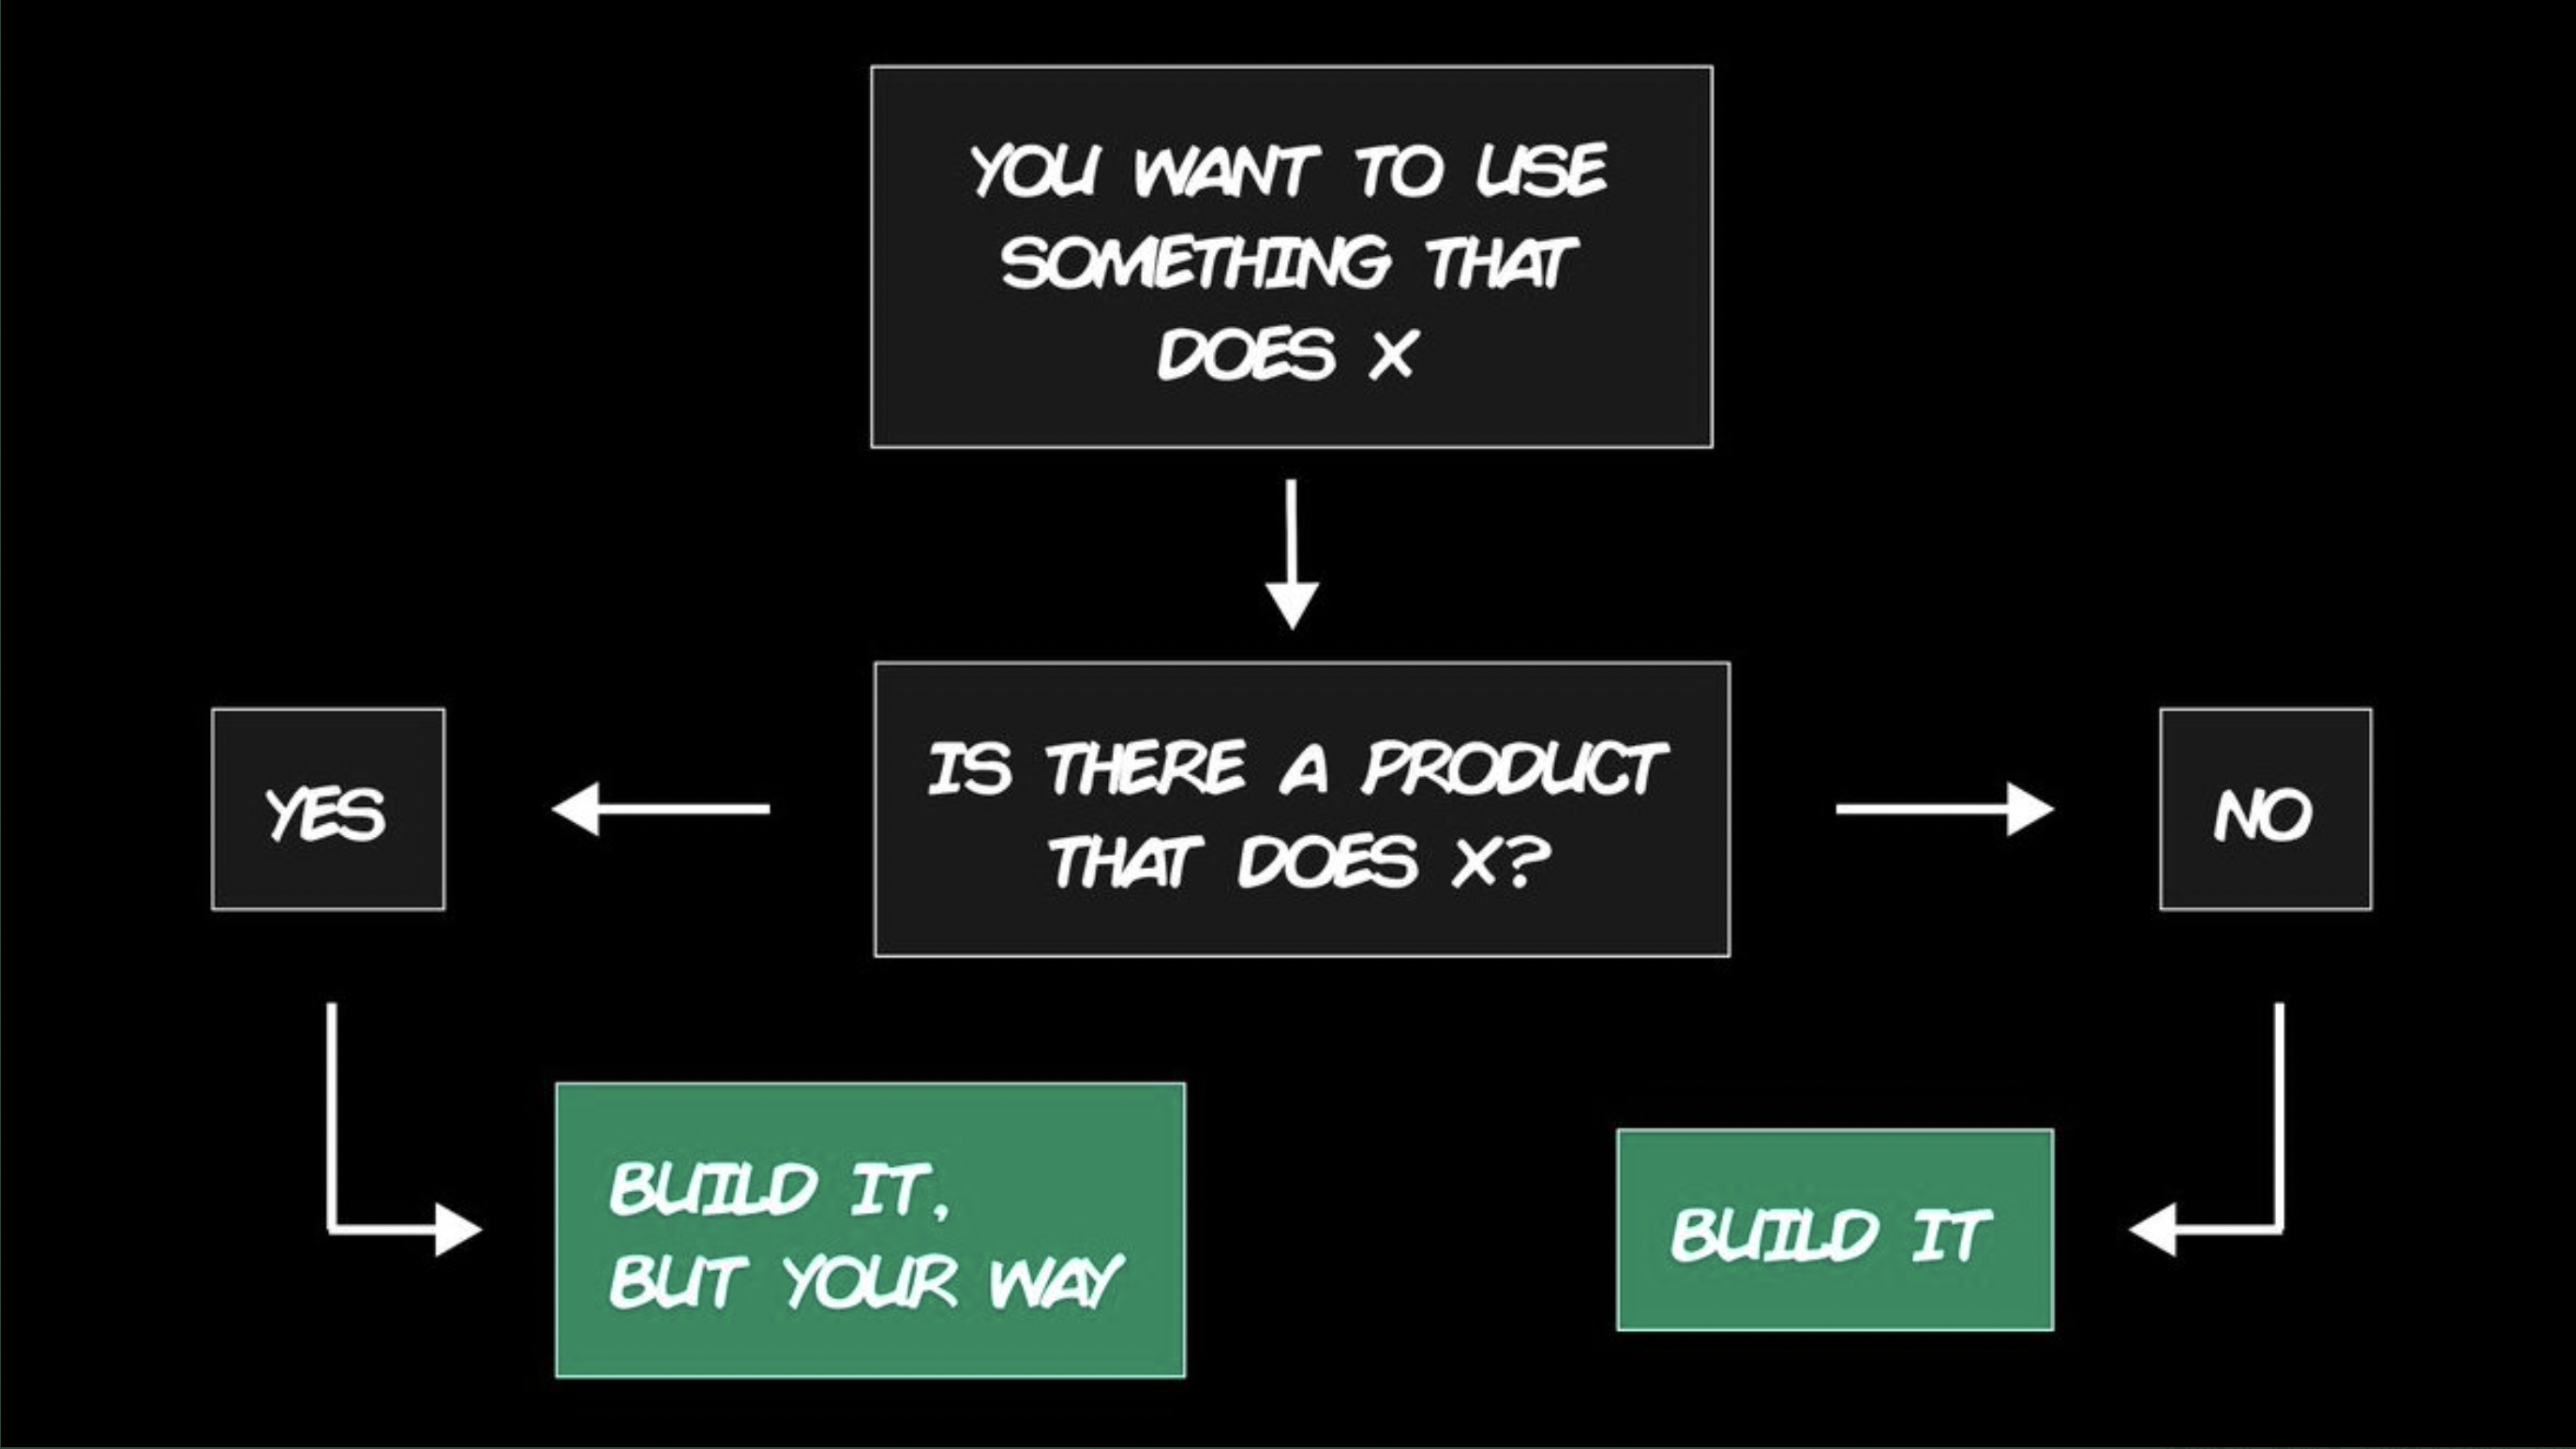 YOU WANT TO USE
SOMETHING THAT
DOES X
IS THERE A PRODUCT
THAT DOES X?
YES
NO
BUILD IT,
BUT YOUR WAY
BUILD IT